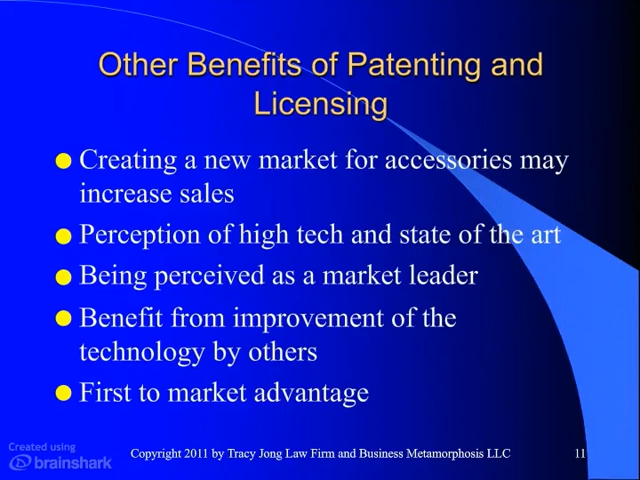 Other Benefits of Patenting and
Licensing
Creating a new market for accessories may
increase sales
Perception of high tech and state of the art
Being perceived as a market leader
Benefit from improvement of the
technology by others
First to market advantage
Created using
brainshark
Copyright 2011 by Tracy Jong Law Firm and Business Metamorphosis LLC
11